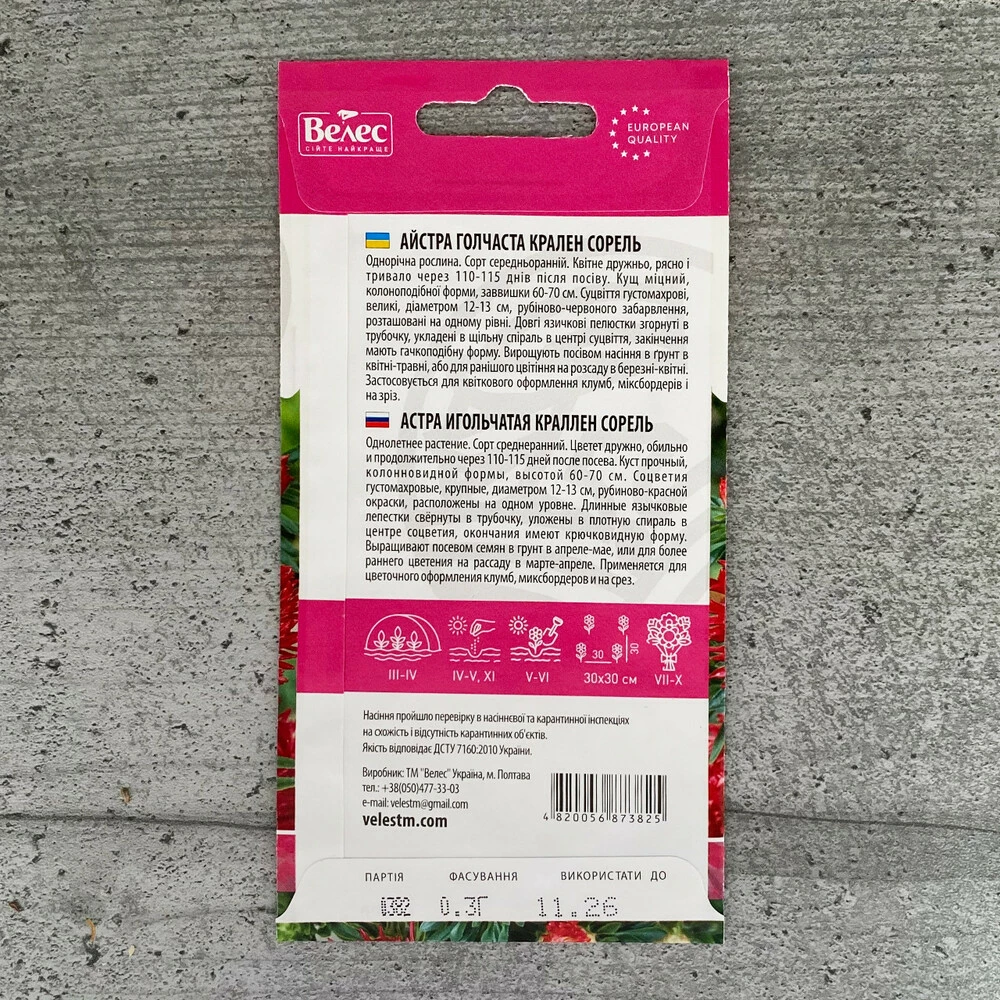 Велес
СІЙТЕ НАЙКРАЩЕ
EUROPEAN
QUALITY
АЙСТРА ГОЛЧАСТА КРАЛЕН СОРЕЛЬ
Однорічна рослина. Сорт середньоранній. Квітне дружньо, рясно і
тривало через 110-115 днів після посіву. Кущ міцний,
колоноподібної форми, заввишки 60-70 см. Суцвіття густомахрові,
великі, діаметром 12-13 см, рубіново-червоного забарвлення,
розташовані на одному рівні. Довгі язичкові пелюстки згорнуті в
трубочку, укладені в щільну спіраль в центрі суцвіття, закінчення
мають гачкоподібну форму. Вирощують посівом насіння в ґрунт в
квітні-травні, або для ранішого цвітіння на розсаду в березні-квітні.
Застосовується для квіткового оформлення клумб, міксбордерів і
на зріз.
АСТРА ИГОЛЬЧАТАЯ КРАЛЛЕН СОРЕЛЬ
Однолетнее растение. Сорт среднеранний. Цветет дружно, обильно
и продолжительно через 110-115 дней после посева. Куст прочный,
колонновидной формы, высотой 60-70 см. Соцветия
густомахровые, крупные, диаметром 12-13 см, рубиново-красной
окраски, расположены на одном уровне. Длинные язычковые
лепестки свёрнуты в трубочку, уложены в плотную спираль в
центре соцветия, окончания имеют крючковидную форму.
Выращивают посевом семян в грунт в апреле-мае, или для более
раннего цветения на рассаду в марте-апреле. Применяется для
цветочного оформления клумб, миксбордеров и на срез.
30
30
III-IV IV-V, XI V-VI 30х30 см VII-X
Насіння пройшло перевірку в насіннєвої та карантинної інспекціях
на схожість і відсутність карантинних об'єктів.
Якість відповідає ДСТУ 7160:2010 України.
Виробник: ТМ "Велес" Україна, м. Полтава
тел.: +38(050)477-33-03
e-mail: velestm@gmail.com
velestm.com
4 820056 873825
ПАРТІЯ ФАСУВАННЯ ВИКОРИСТАТИ ДО
0382 0.3Г 11.26